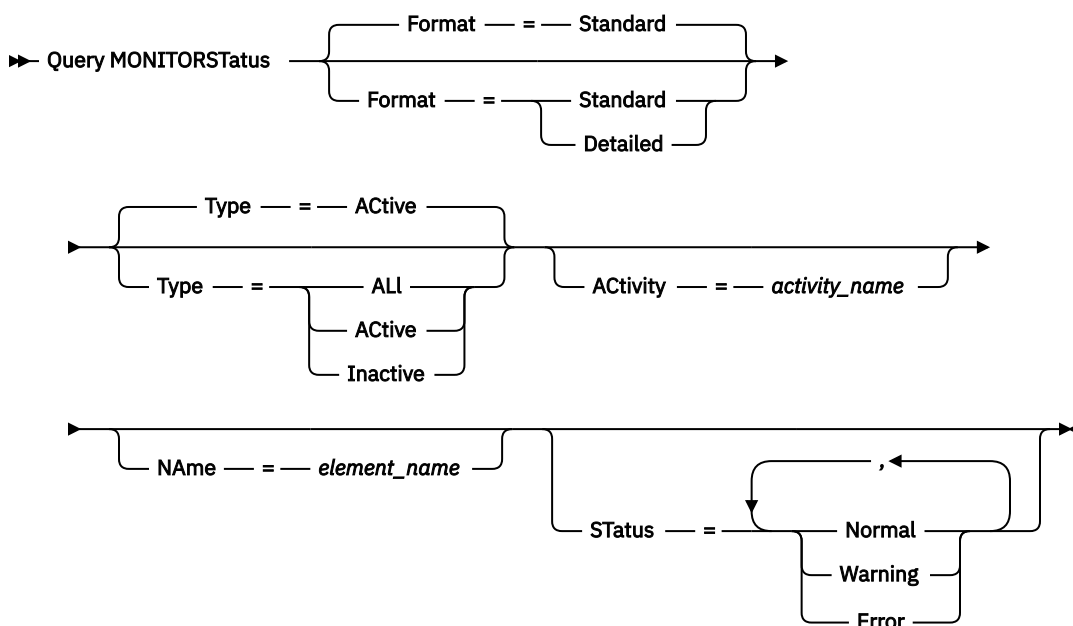 Format = Standard
Query MONITORSTatus
Format = Standard
Detailed
Type = ACtive
Type = ALl
ACtivity = activity_name
ACtive
Inactive
NAme = element_name
,
STatus = Normal
Warning
Error